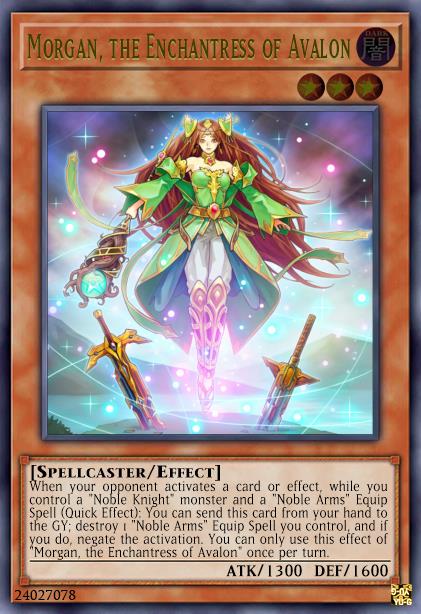 Morgan, the Enchantress of Avalon
DARK
闇
[Spellcaster/Effect]
When your opponent activates a card or effect, while you
control a "Noble Knight" monster and a "Noble Arms" Equip
Spell (Quick Effect): You can send this card from your hand to
the GY; destroy 1 "Noble Arms" Equip Spell you control, and if
you do, negate the activation. You can only use this effect of
"Morgan, the Enchantress of Avalon" once per turn.
ATK/1300 DEF/1600
24027078